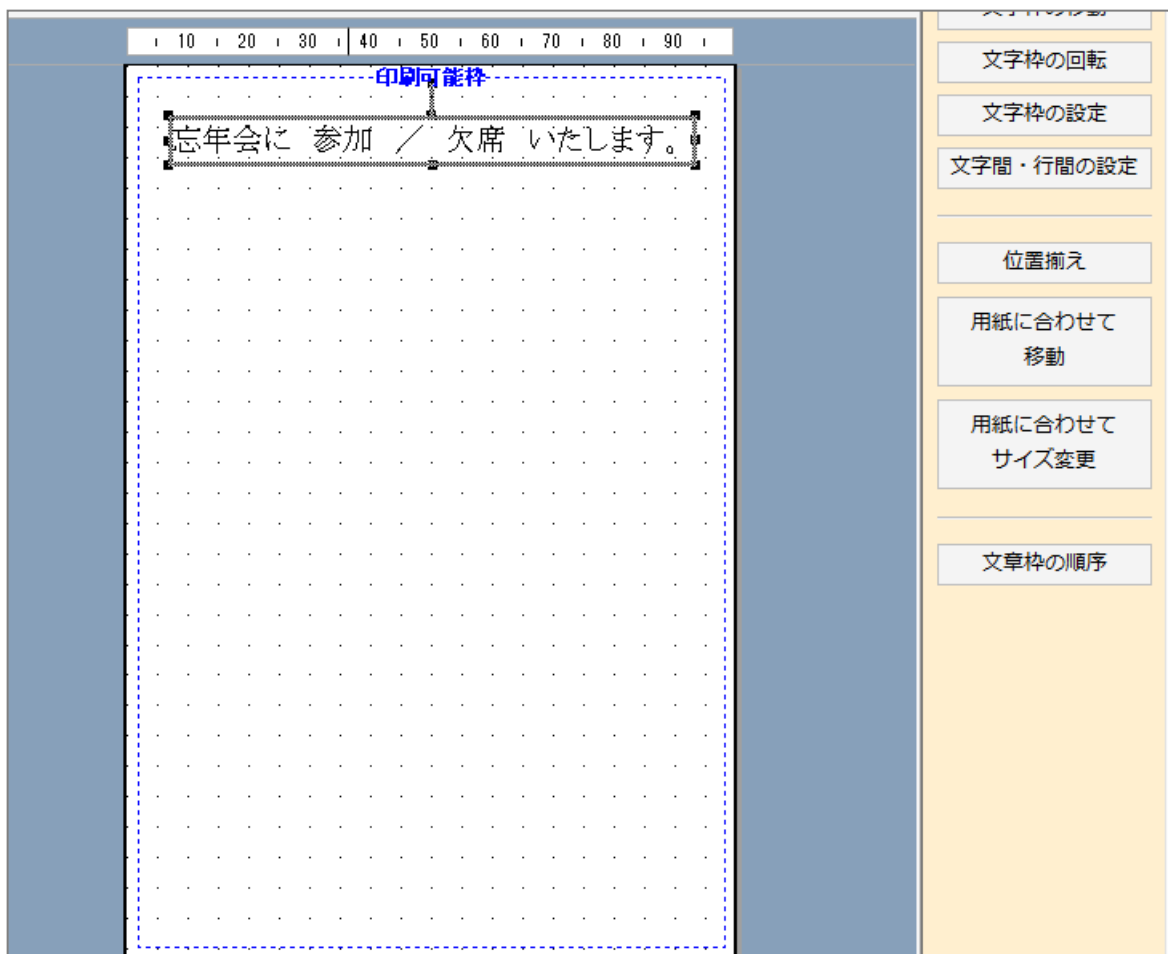 10 20 30 40 50 60 70 80 90
印刷可能枠
忘年会に 参加 ／ 欠席 いたします。
文字枠の回転
文字枠の設定
文字間・行間の設定
位置揃え
用紙に合わせて
移動
用紙に合わせて
サイズ変更
文章枠の順序